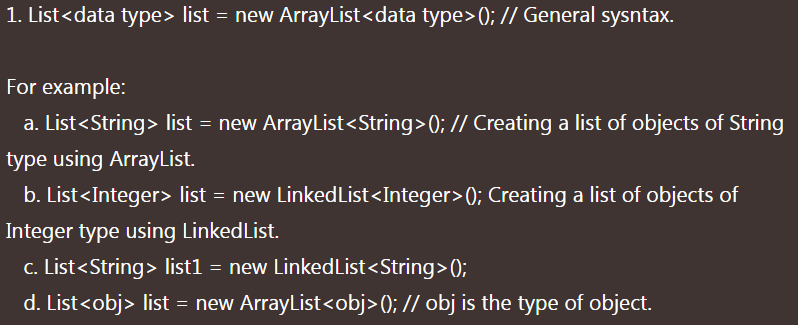 1. List<data type> list = new ArrayList<data type>(); // General sysntax.
For example:
a. List<String> list = new ArrayList<String>(); // Creating a list of objects of String
type using ArrayList.
b. List<Integer> list = new LinkedList<Integer>(); Creating a list of objects of
Integer type using LinkedList.
c. List<String> list1 = new LinkedList<String>();
d. List<obj> list = new ArrayList<obj>(); // obj is the type of object.